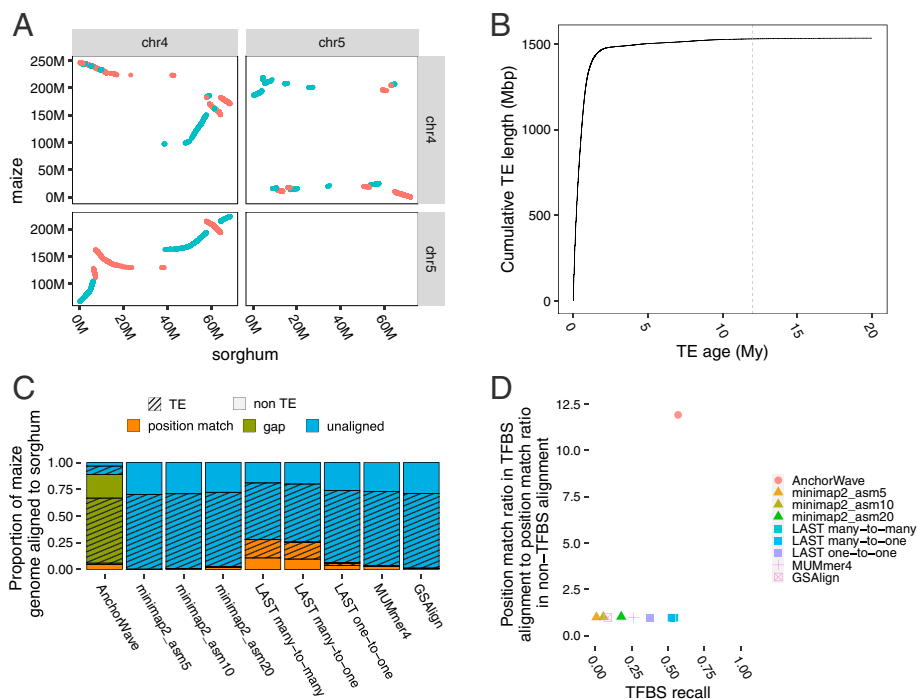 A
chr4
chr5
250M
200M
150M
100M
50M
0M
chr4
200M
150M
100M
chr5
maize
0M
20M
40M
60M
0M
20M
40M
60M
sorghum
B
1500
1000
500
0
Cumulative TE length (Mbp)
0
5
10
15
20
TE age (My)
C
TE
non TE
position match
gap
unaligned
Proportion of maize
genome aligned to sorghum
1.00
0.75
0.50
0.25
0.00
AnchorWave
minimap2_asm5
minimap2_asm10
minimap2_asm20
LAST many−to−many
LAST many−to−one
LAST one−to−one
MUMmer4
GSAlign
D
Position match ratio in TFBS
alignment to position match ratio
in non−TFBS alignment
12.5
10.0
7.5
5.0
2.5
0.0
0.00
0.25
0.50
0.75
1.00
TFBS recall
AnchorWave
minimap2_asm5
minimap2_asm10
minimap2_asm20
LAST many−to−many
LAST many−to−one
LAST one−to−one
MUMmer4
GSAlign